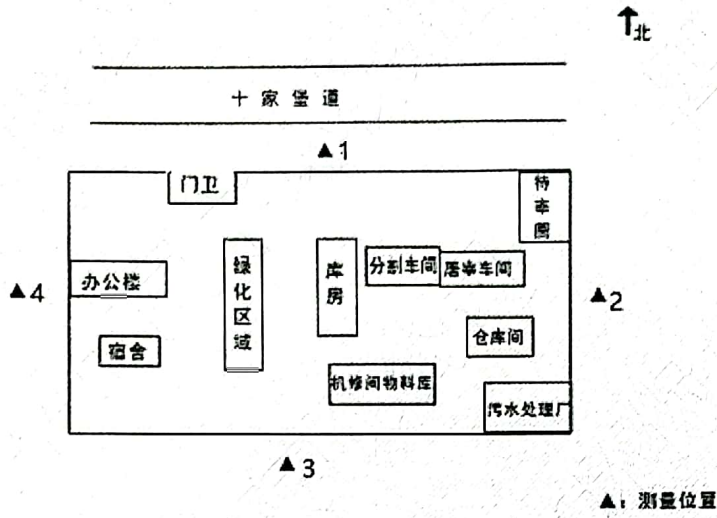 北
十家堡道
▲1
门卫
待宰圈
办公楼
绿化区域
库房
分割车间
屠宰车间
▲4
▲2
宿舍
仓库间
机修间物料库
污水处理厂
▲3
▲：测量位置